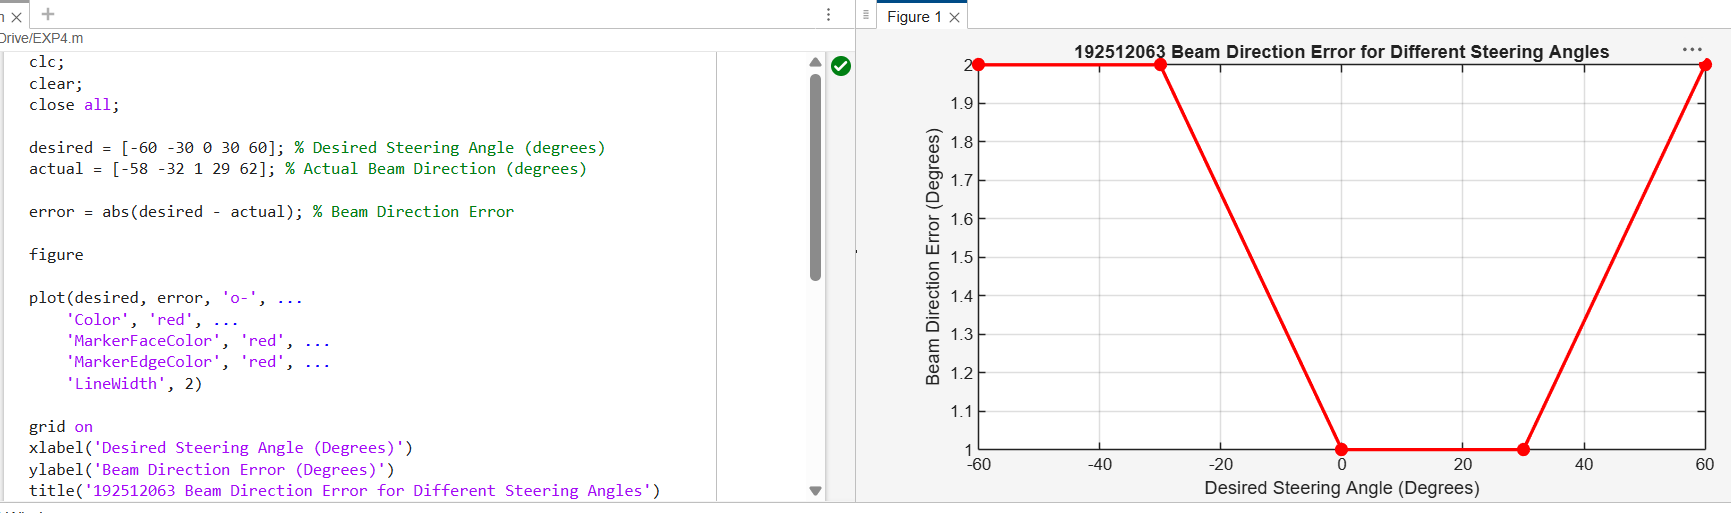 Figure 1
Drive/EXP4.m
clc;
clear;
close all;
desired = [-60 -30 0 30 60]; % Desired Steering Angle (degrees)
actual = [-58 -32 1 29 62]; % Actual Beam Direction (degrees)
error = abs(desired - actual); % Beam Direction Error
figure
plot(desired, error, 'o-', ...
'Color', 'red', ...
'MarkerFaceColor', 'red', ...
'MarkerEdgeColor', 'red', ...
'LineWidth', 2)
grid on
xlabel('Desired Steering Angle (Degrees)')
ylabel('Beam Direction Error (Degrees)')
title('192512063 Beam Direction Error for Different Steering Angles')
192512063 Beam Direction Error for Different Steering Angles
Beam Direction Error (Degrees)
2
1.9
1.8
1.7
1.6
1.5
1.4
1.3
1.2
1.1
1
-60 -40 -20 0 20 40 60
Desired Steering Angle (Degrees)